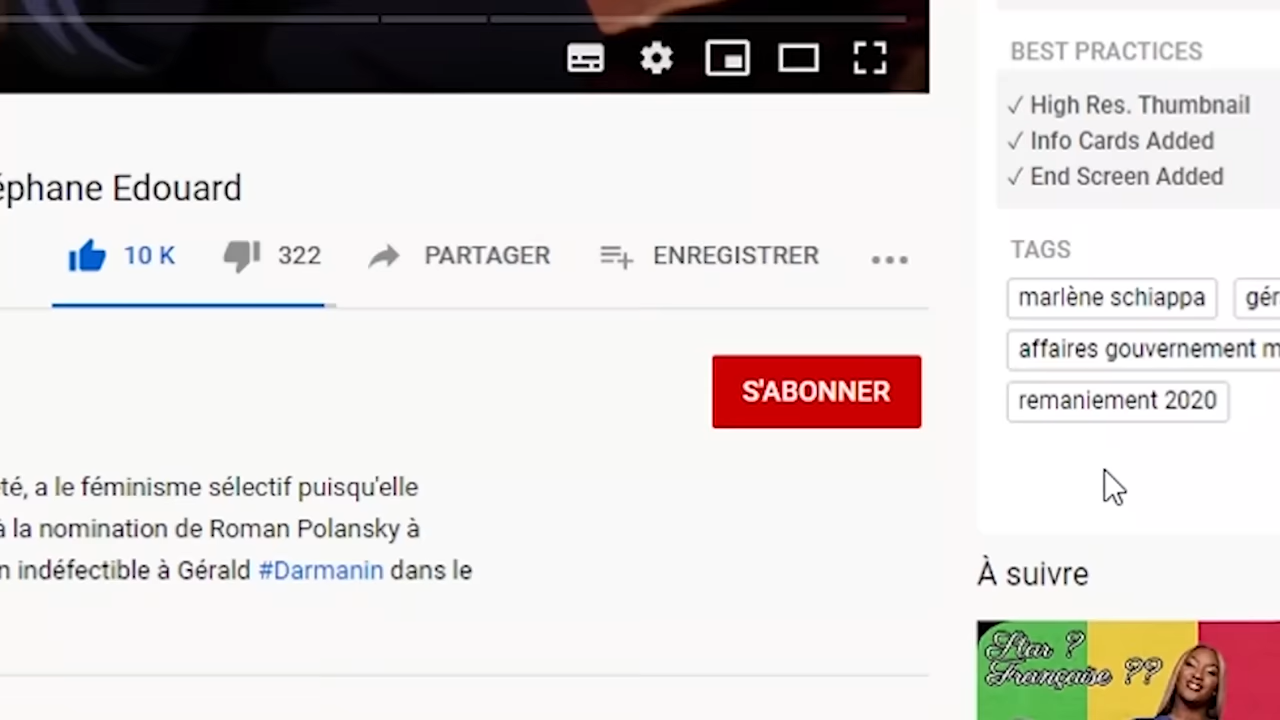 BEST PRACTICES
✓ High Res. Thumbnail
✓ Info Cards Added
✓ End Screen Added
éphane Edouard
10 K 322 PARTAGER ENREGISTRER
TAGS
marlène schiappa
affaires gouvernement
remaniement 2020
S'ABONNER
a le féminisme sélectif puisqu'elle
à la nomination de Roman Polansky à
indéfectible à Gérald #Darmanin dans le
À suivre
Star ?
Française ??